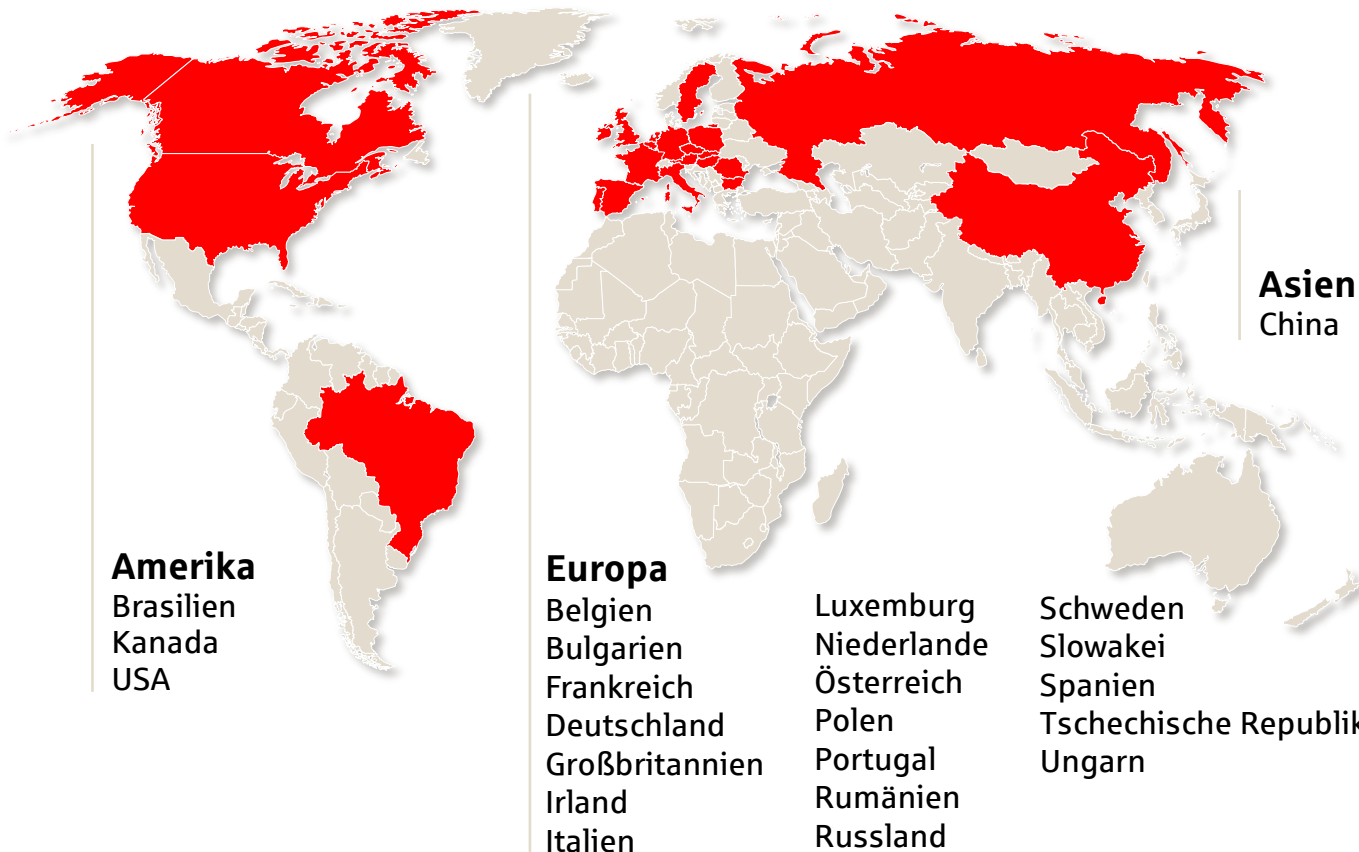 Asien
China
Amerika
Brasilien
Kanada
USA
Europa
Belgien
Bulgarien
Frankreich
Deutschland
Großbritannien
Irland
Italien
Luxemburg
Niederlande
Österreich
Polen
Portugal
Rumänien
Russland
Schweden
Slowakei
Spanien
Tschechische Republik
Ungarn